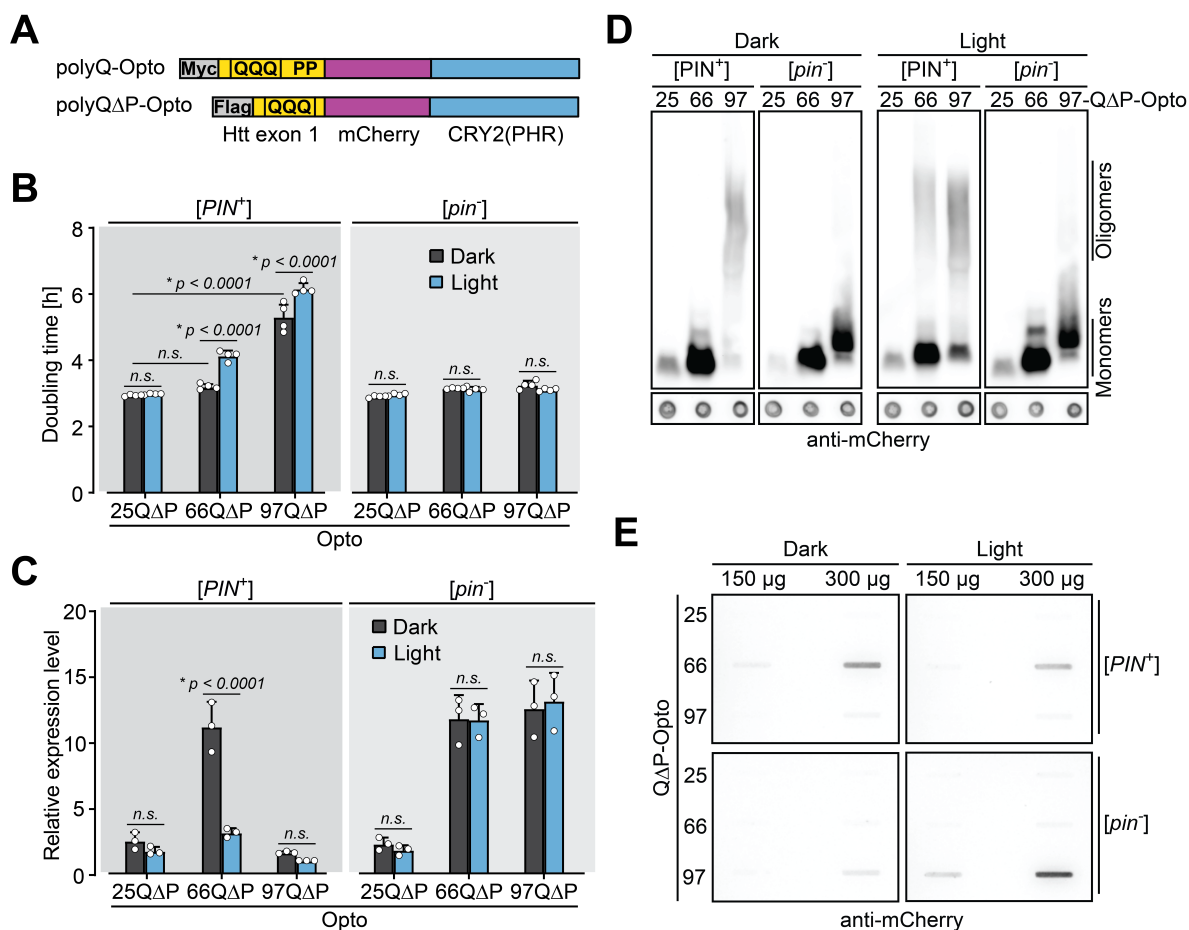 A
polyQ-Opto
Myc QQQ PP
polyQΔP-Opto
Flag QQQ
Htt exon 1 mCherry CRY2(PHR)
B
[PIN+] [pin-]
Doubling time [h]
8
6
4
2
0
Dark
Light
n.s.
n.s.
* p < 0.0001
* p < 0.0001
* p < 0.0001
n.s.
n.s.
n.s.
25QΔP 66QΔP 97QΔP 25QΔP 66QΔP 97QΔP
Opto
C
[PIN+] [pin-]
Relative expression level
20
15
10
5
0
Dark
Light
n.s.
* p < 0.0001
n.s.
n.s.
n.s.
n.s.
25QΔP 66QΔP 97QΔP 25QΔP 66QΔP 97QΔP
Opto
D
Dark Light
[PIN+] [pin-] [PIN+] [pin-]
25 66 97 25 66 97 25 66 97 25 66 97-QΔP-Opto
Oligomers
Monomers
anti-mCherry
E
Dark Light
150 µg 300 µg 150 µg 300 µg
QΔP-Opto
25
66
97
[PIN+]
25
66
97
[pin-]
anti-mCherry